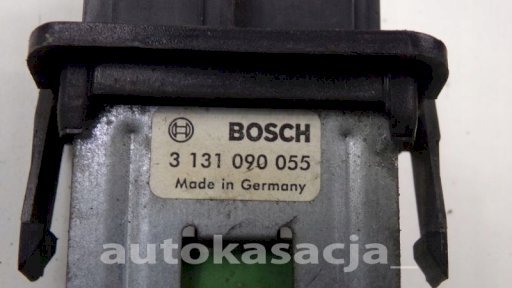 BOSCH
3 131 090 055
Made in Germany
autokasacja_